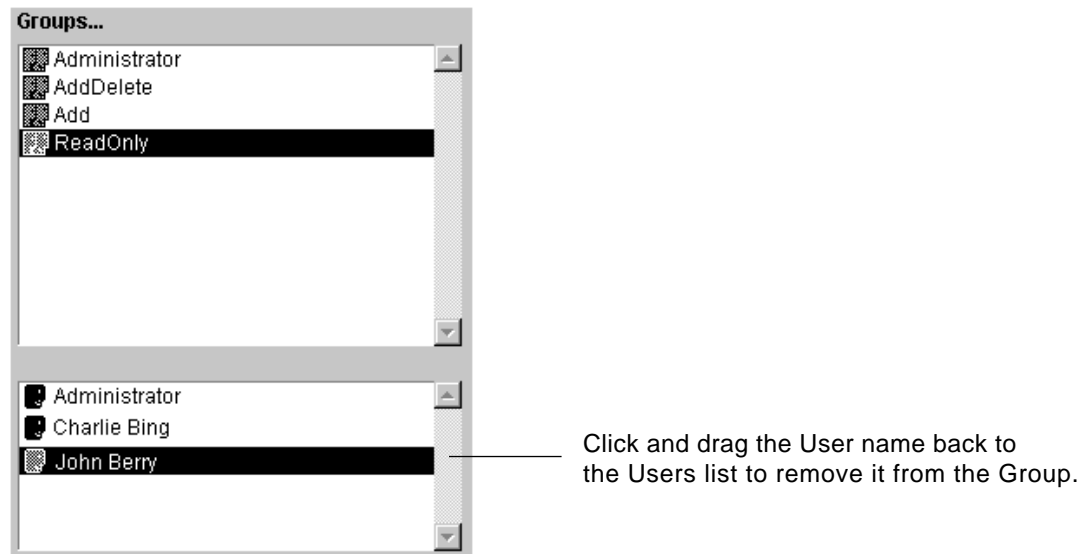 Groups...
Administrator
AddDelete
Add
ReadOnly
Administrator
Charlie Bing
John Berry
Click and drag the User name back to
the Users list to remove it from the Group.